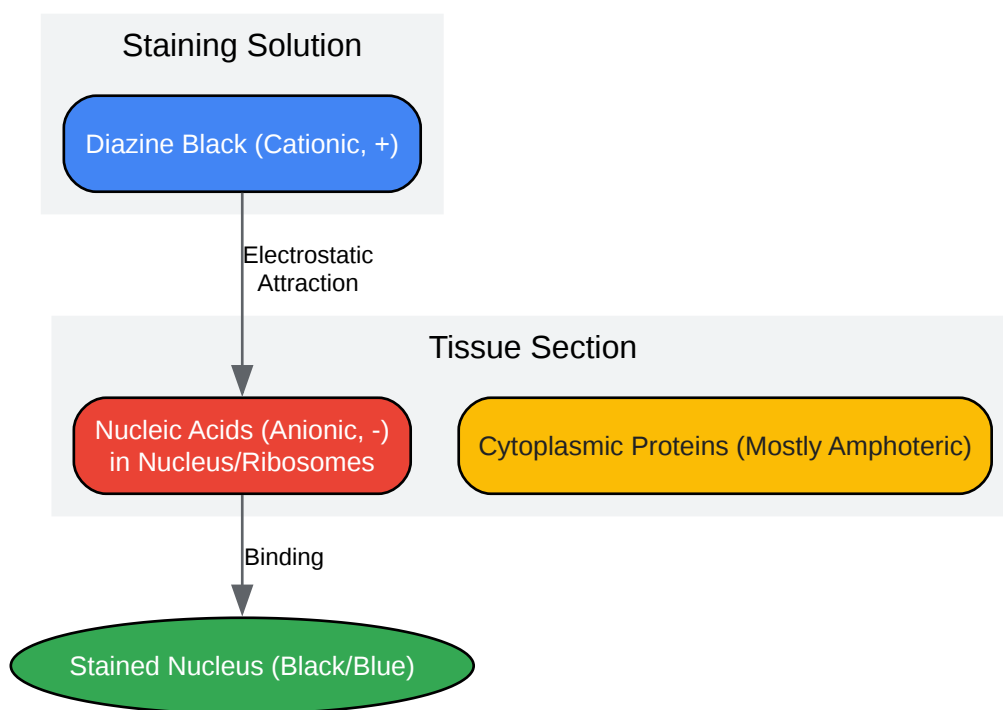 Staining Solution
Diazine Black (Cationic, +)
Electrostatic
Attraction
Tissue Section
Nucleic Acids (Anionic, -)
in Nucleus/Ribosomes
Cytoplasmic Proteins (Mostly Amphoteric)
Binding
Stained Nucleus (Black/Blue)